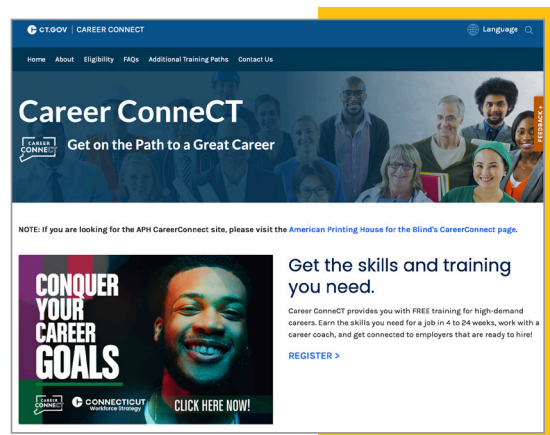 CT.GOV | CAREER CONNECT
Language
Home About Eligibility FAQs Additional Training Paths Contact Us
Career ConneCT
CAREER
CONNECT
Get on the Path to a Great Career
FEEDBACK +
NOTE: If you are looking for the APH CareerConnect site, please visit the American Printing House for the Blind's CareerConnect page.
CONQUER
YOUR
CAREER
GOALS
CAREER
CONNECT
CONNECTICUT
Workforce Strategy
CLICK HERE NOW!
Get the skills and training
you need.
Career ConneCT provides you with FREE training for high-demand
careers. Earn the skills you need for a job in 4 to 24 weeks, work with a
career coach, and get connected to employers that are ready to hire!
REGISTER >